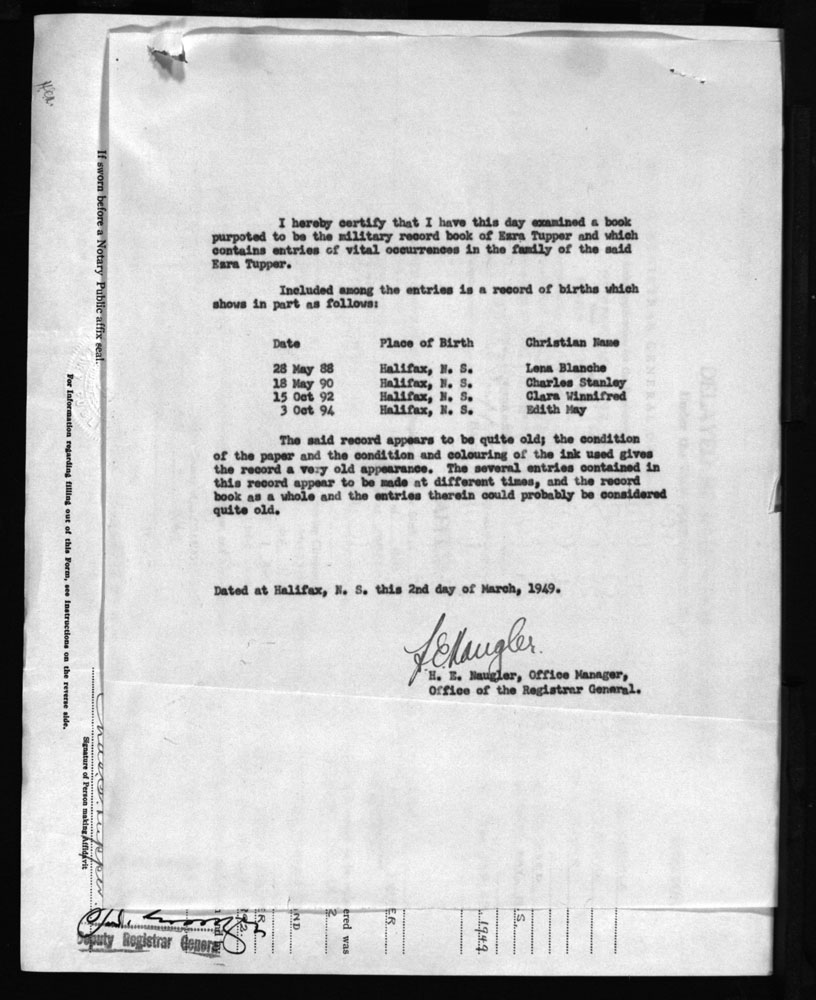 I hereby certify that I have this day examined a book
purpoted to be the military record book of Ezra Tupper and which
contains entries of vital occurrences in the family of the said
Ezra Tupper.
Included among the entries is a record of births which
shows in part as follows:
Date Place of Birth Christian Name
28 May 88 Halifax, N. S. Lena Blanche
18 May 90 Halifax, N. S. Charles Stanley
15 Oct 92 Halifax, N. S. Clara Winnifred
3 Oct 94 Halifax, N. S. Edith May
The said record appears to be quite old; the condition
of the paper and the condition and colouring of the ink used gives
the record a very old appearance. The several entries contained in
this record appear to be made at different times, and the record
book as a whole and the entries therein could probably be considered
quite old.
Dated at Halifax, N. S. this 2nd day of March, 1949.
H. E. Naugler, Office Manager,
Office of the Registrar General.
If sworn before a Notary Public affix seal.
For Information regarding filling out of this Form, see Instructions on the reverse side.
Signature of Person making Affidavit
Tupper
Deputy Registrar General
ered was
ND
ER
S
1949